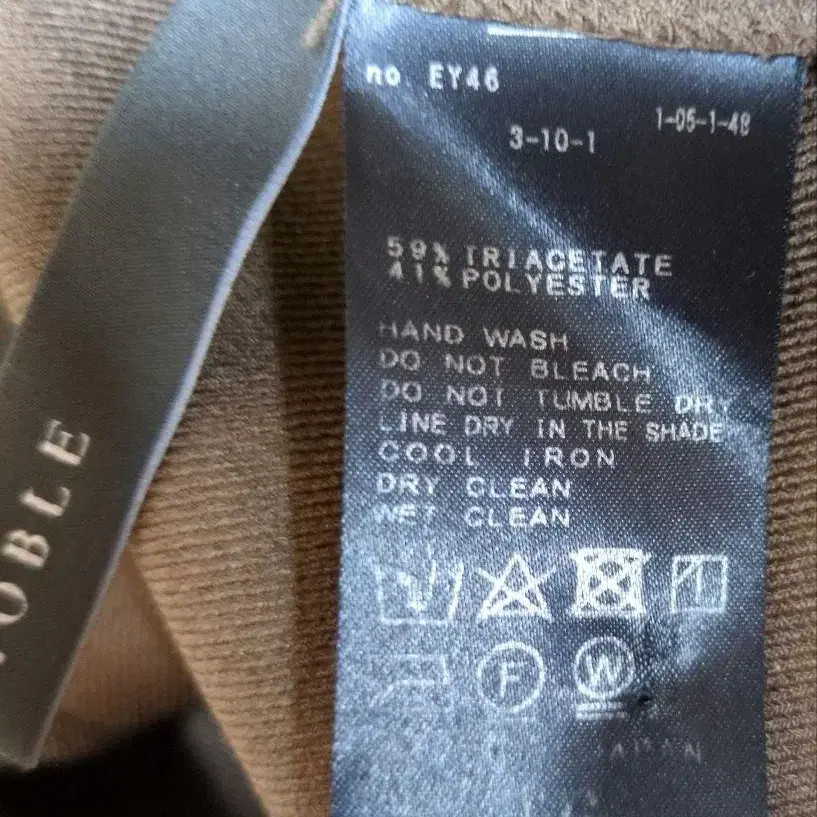 no. EY46
1-05-1-48
3-10-1
59% TRIACETATE
41% POLYESTER
HAND WASH
DO NOT BLEACH
DO NOT TUMBLE DRY
LINE DRY IN THE SHADE
COOL IRON
DRY CLEAN
WET CLEAN
F
W
JAPAN
OBLE